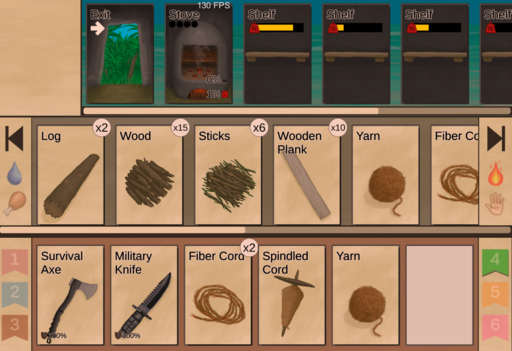 130 FPS
Exit
Stove
Shelf
Shelf
Shelf
Shelf
Log
x2
Wood
x15
Sticks
x6
Wooden
Plank
x10
Yarn
Fiber Co
Survival
Axe
Military
Knife
Fiber Cord
x2
Spindled
Cord
Yarn
1
2
3
4
5
6